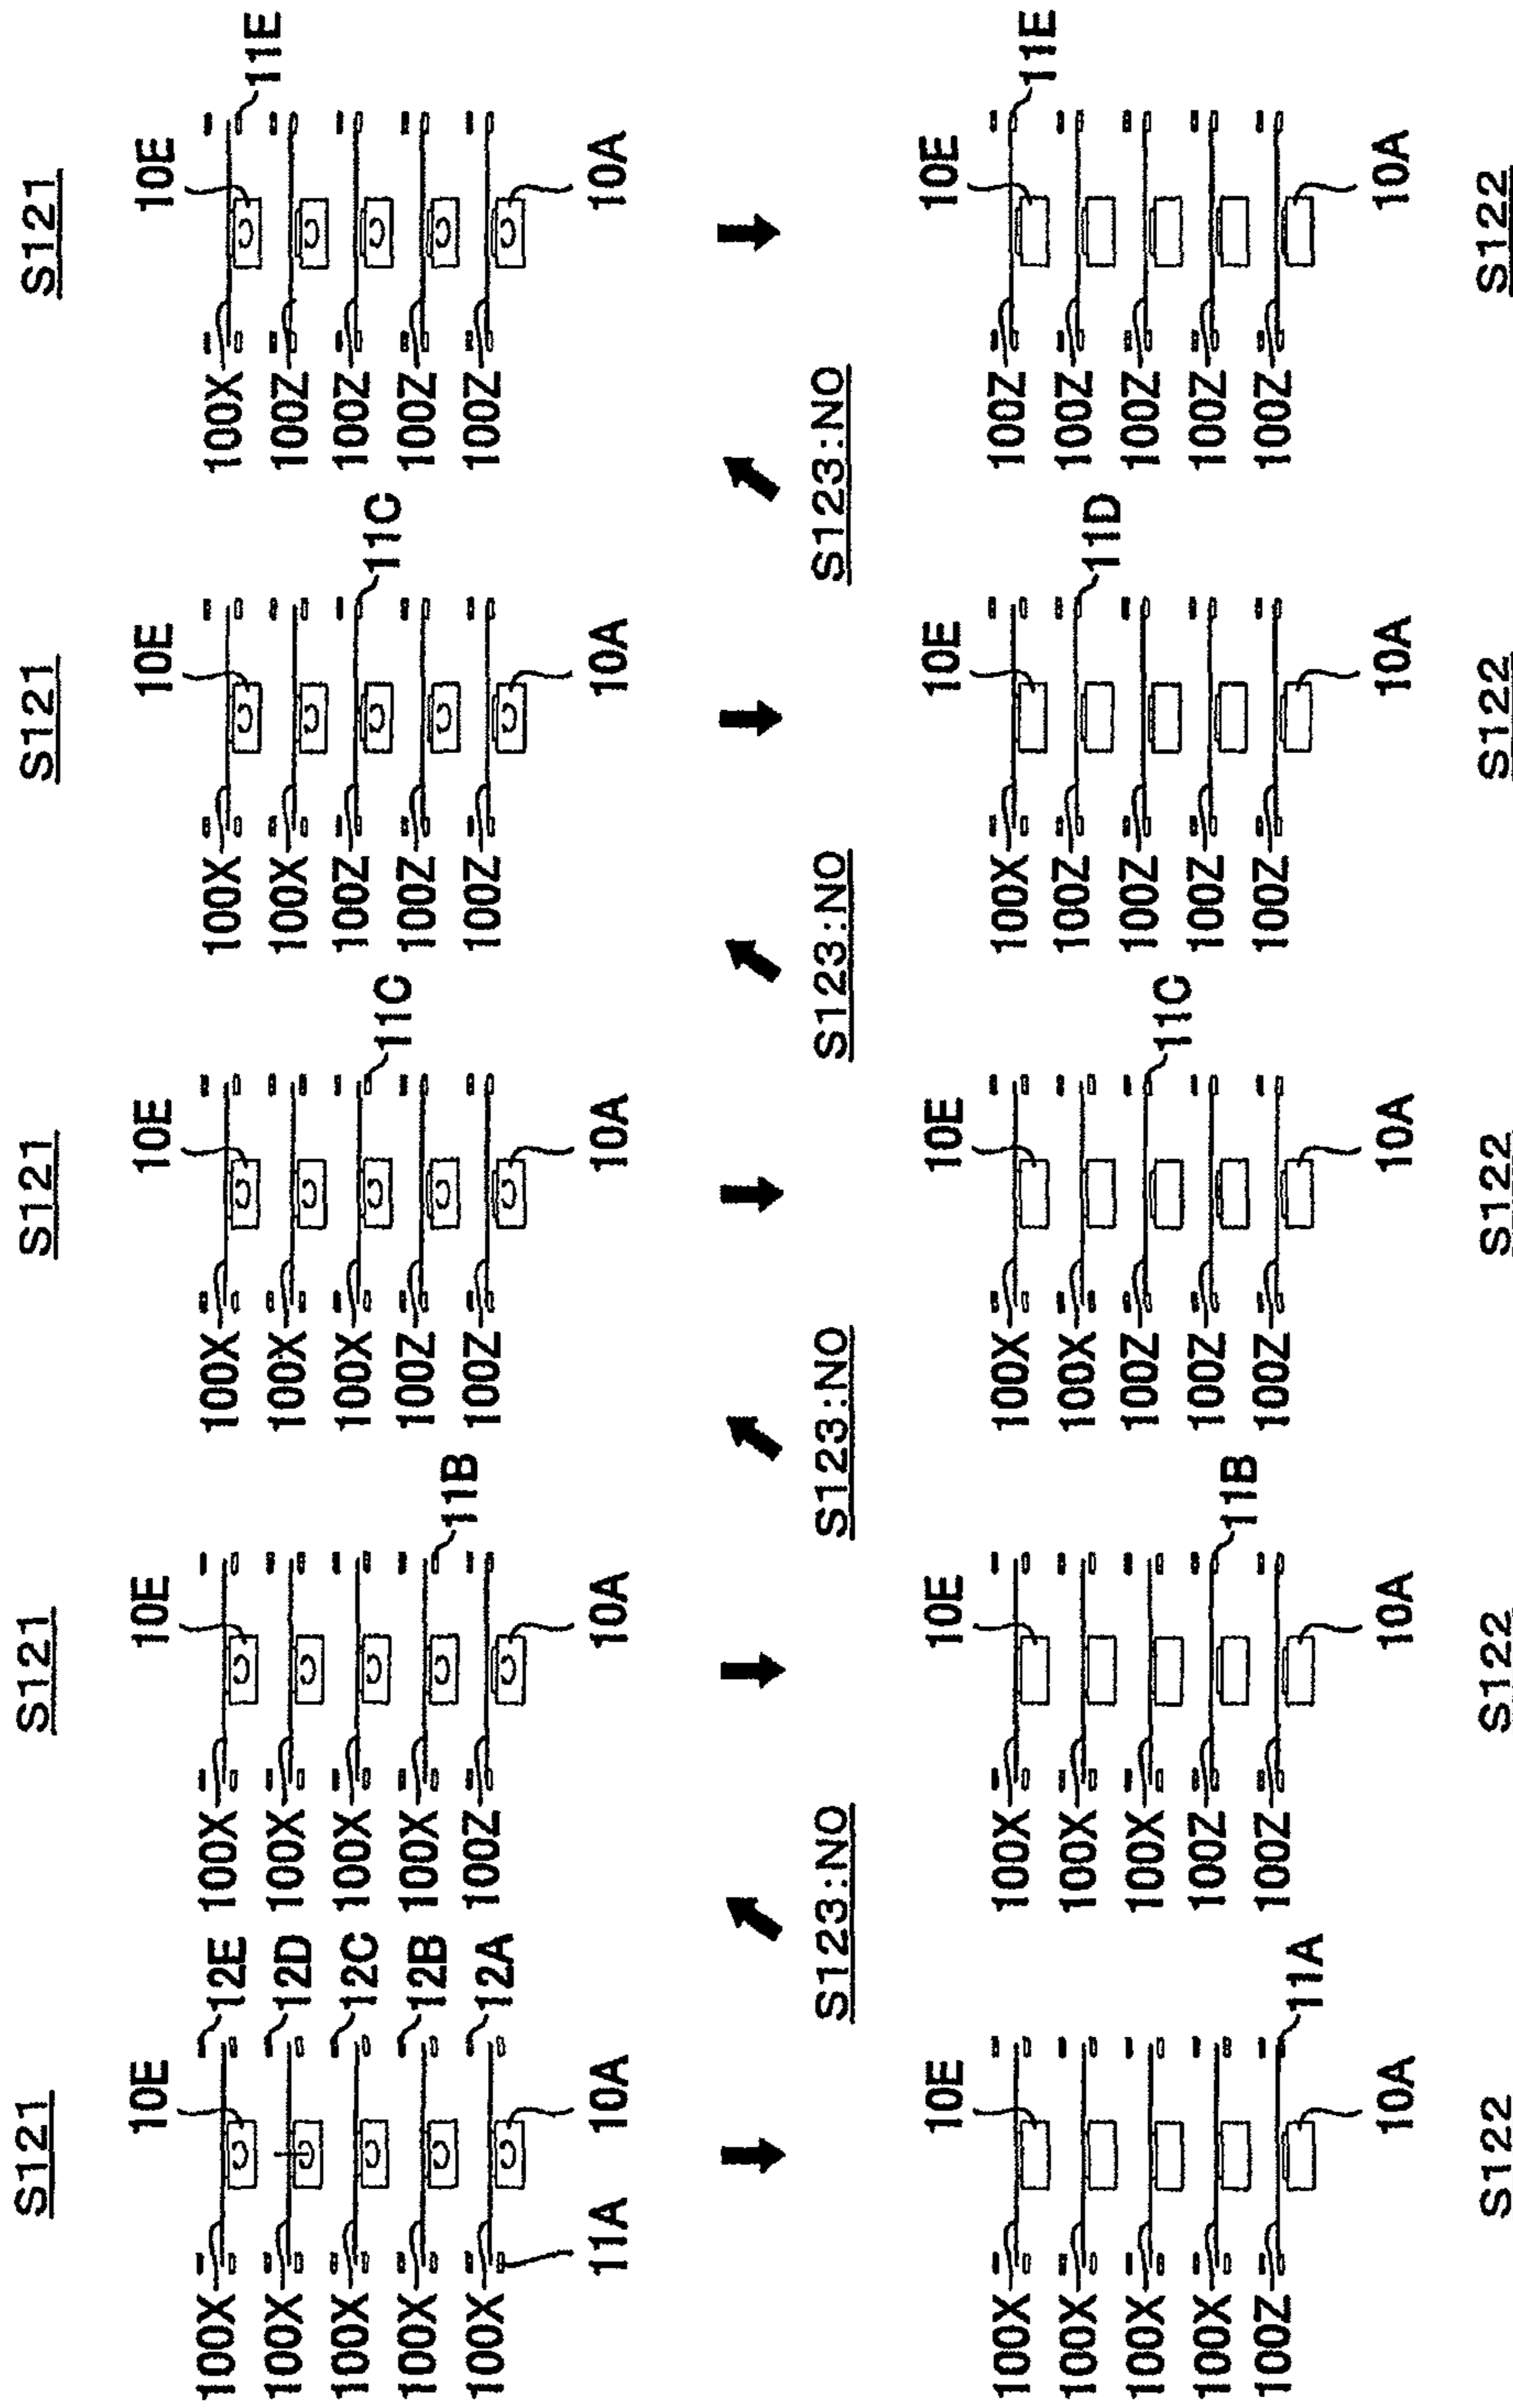 S121 S121 S121 S121 S121
10E 10E 10E 10E 10E
100X 12E 100X 100X 100X 100X 11E
100X 12D 100X 100X 100X 100Z
100X 12C 100X 100X 11C 100Z 11C 100Z
100X 12B 100X 11B 100Z 100Z 100Z
100X 12A 100Z 100Z 100Z 100Z
11A 10A 10A 10A 10A 10A
S123:NO S123:NO S123:NO S123:NO
10E 10E 10E 10E 10E
100X 100X 100X 100X 100Z 11E
100X 100X 100X 100Z 11D 100Z
100X 100X 100Z 11C 100Z 100Z
100X 100Z 11B 100Z 100Z 100Z
100Z 11A 100Z 100Z 100Z 100Z
10A 10A 10A 10A 10A
S122 S122 S122 S122 S122